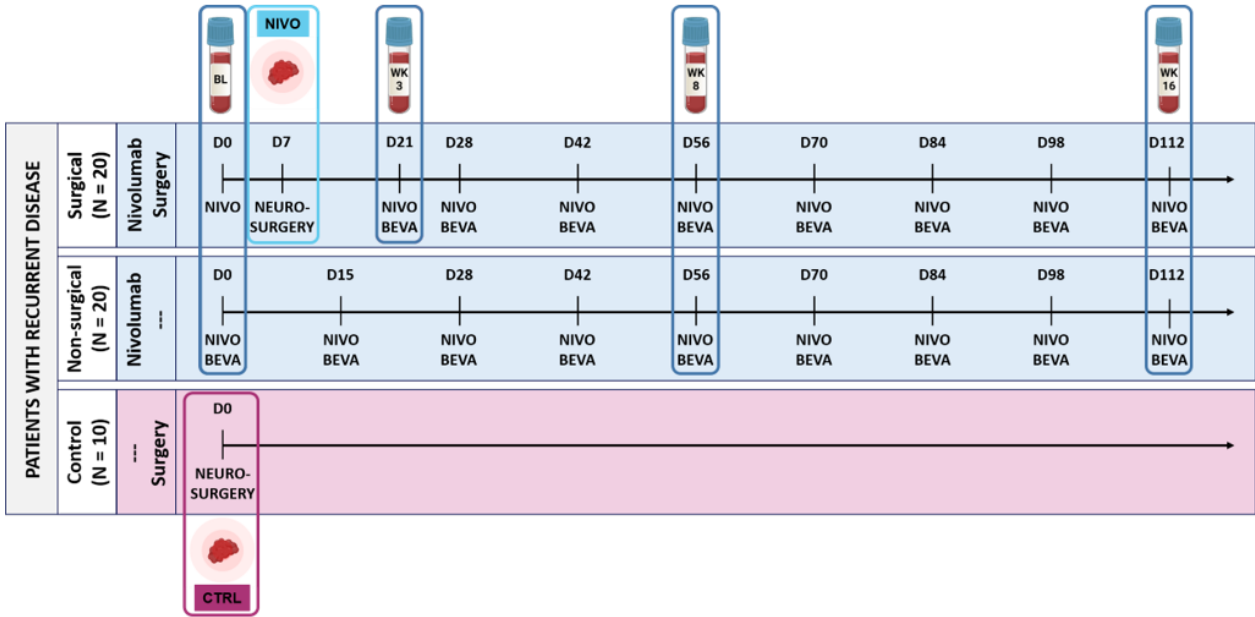 NIVO
BL
WK
3
WK
8
WK
16
PATIENTS WITH RECURRENT DISEASE
Surgical
(N = 20)
Nivolumab
Surgery
D0
D7
D21
D28
D42
D56
D70
D84
D98
D112
NIVO
NEURO-
SURGERY
NIVO
BEVA
NIVO
BEVA
NIVO
BEVA
NIVO
BEVA
NIVO
BEVA
NIVO
BEVA
NIVO
BEVA
NIVO
BEVA
Non-surgical
(N = 20)
Nivolumab
---
D0
D15
D28
D42
D56
D70
D84
D98
D112
NIVO
BEVA
NIVO
BEVA
NIVO
BEVA
NIVO
BEVA
NIVO
BEVA
NIVO
BEVA
NIVO
BEVA
NIVO
BEVA
NIVO
BEVA
Control
(N = 10)
---
Surgery
D0
NEURO-
SURGERY
CTRL